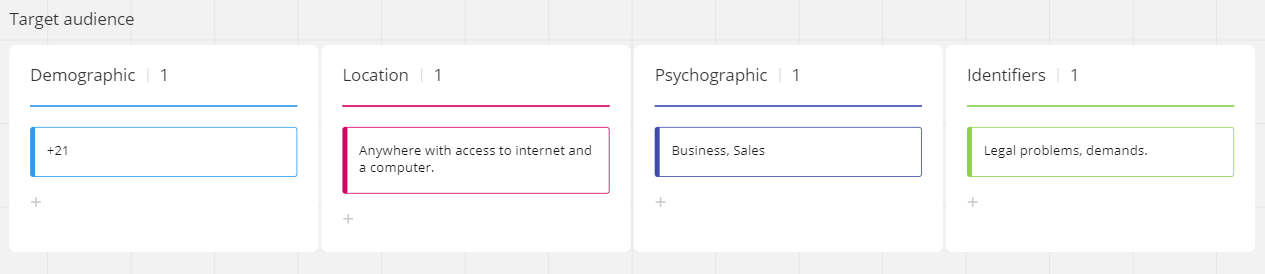 Target audience
Demographic | 1
Location | 1
Psychographic | 1
Identifiers | 1
+21
Anywhere with access to internet and
a computer.
Business, Sales
Legal problems, demands.
+
+
+
+